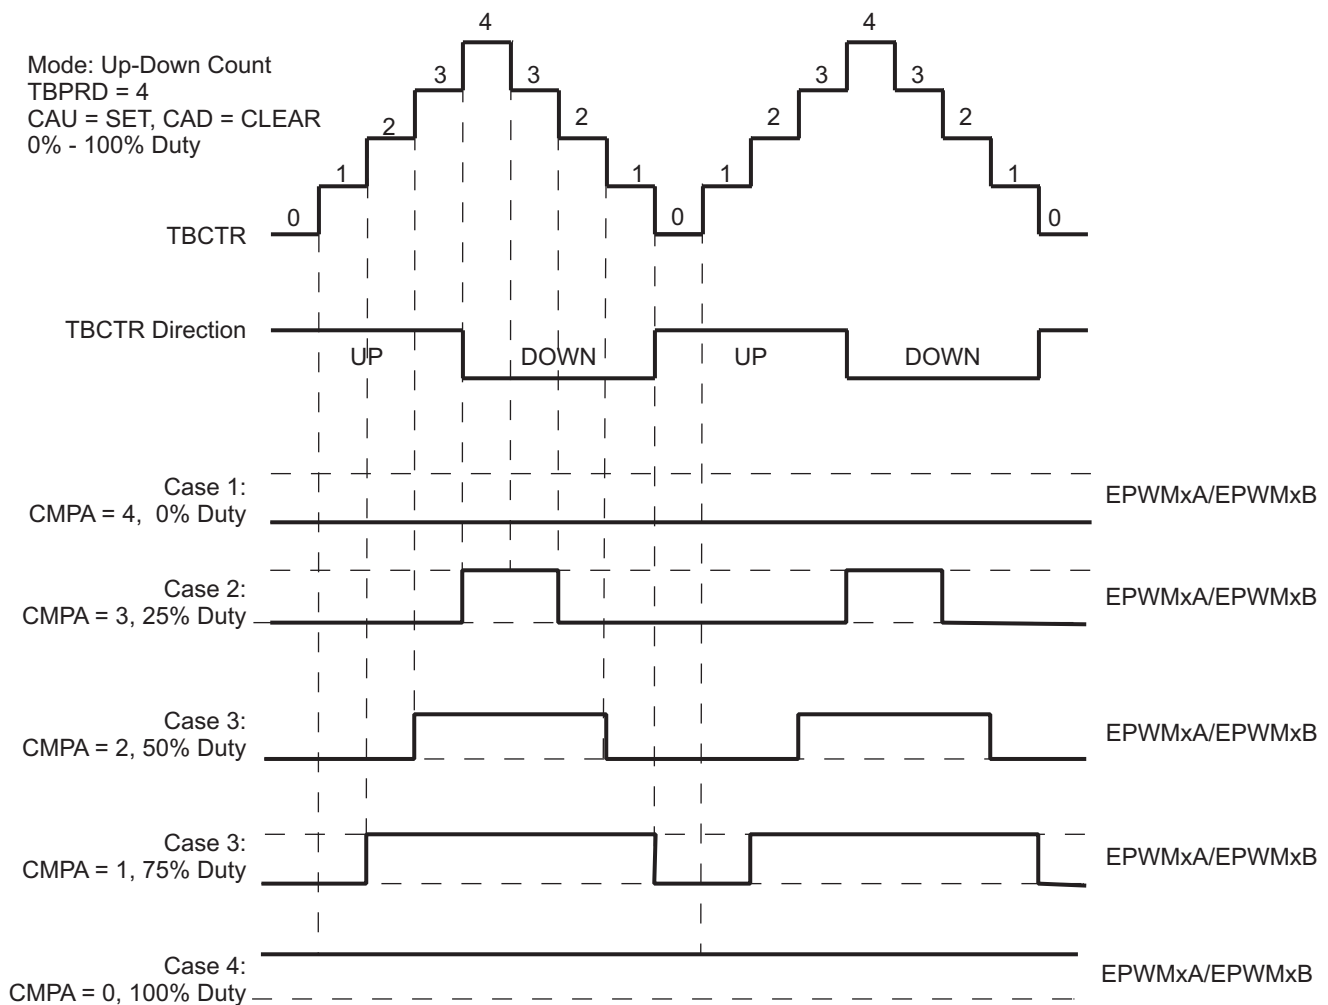 Mode: Up-Down Count
TBPRD = 4
CAU = SET, CAD = CLEAR
0% - 100% Duty
4
4
3
3
3
3
2
2
2
2
1
1
1
1
0
0
0
TBCTR
TBCTR Direction
UP
DOWN
UP
DOWN
Case 1:
CMPA = 4, 0% Duty
EPWMxA/EPWMxB
Case 2:
CMPA = 3, 25% Duty
EPWMxA/EPWMxB
Case 3:
CMPA = 2, 50% Duty
EPWMxA/EPWMxB
Case 3:
CMPA = 1, 75% Duty
EPWMxA/EPWMxB
Case 4:
CMPA = 0, 100% Duty
EPWMxA/EPWMxB